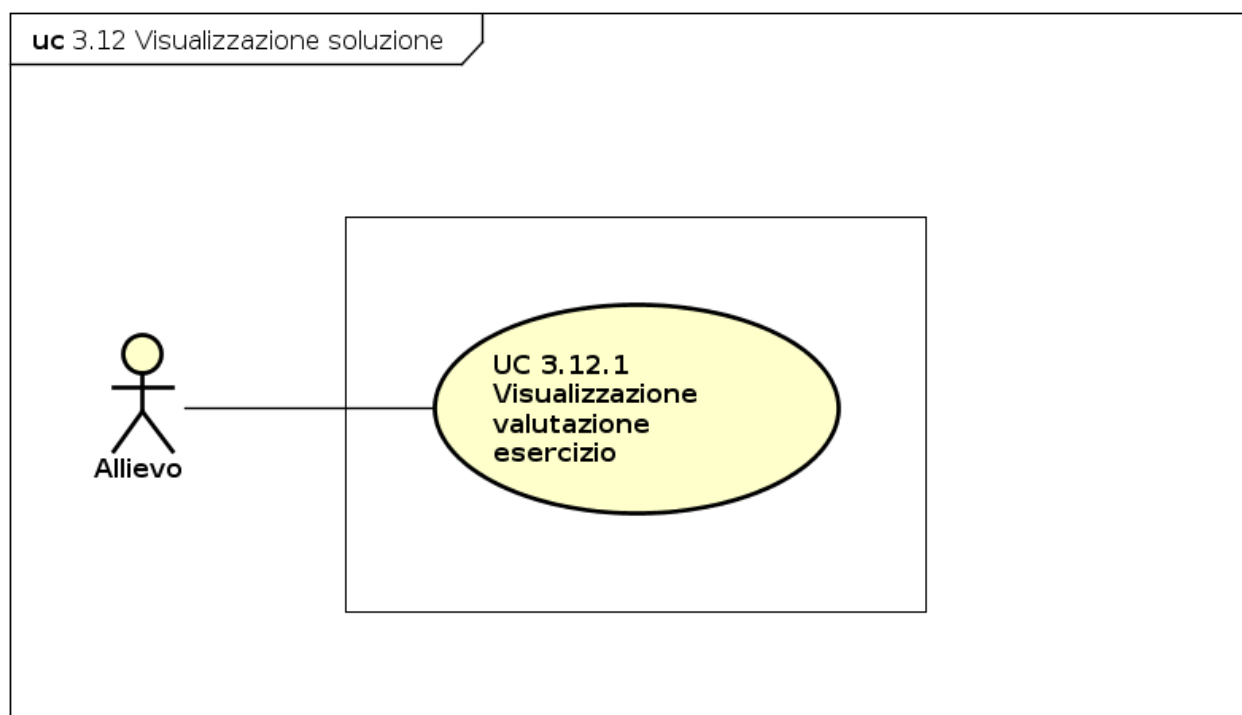 uc 3.12 Visualizzazione soluzione
UC 3.12.1
Visualizzazione
valutazione
esercizio
Allievo